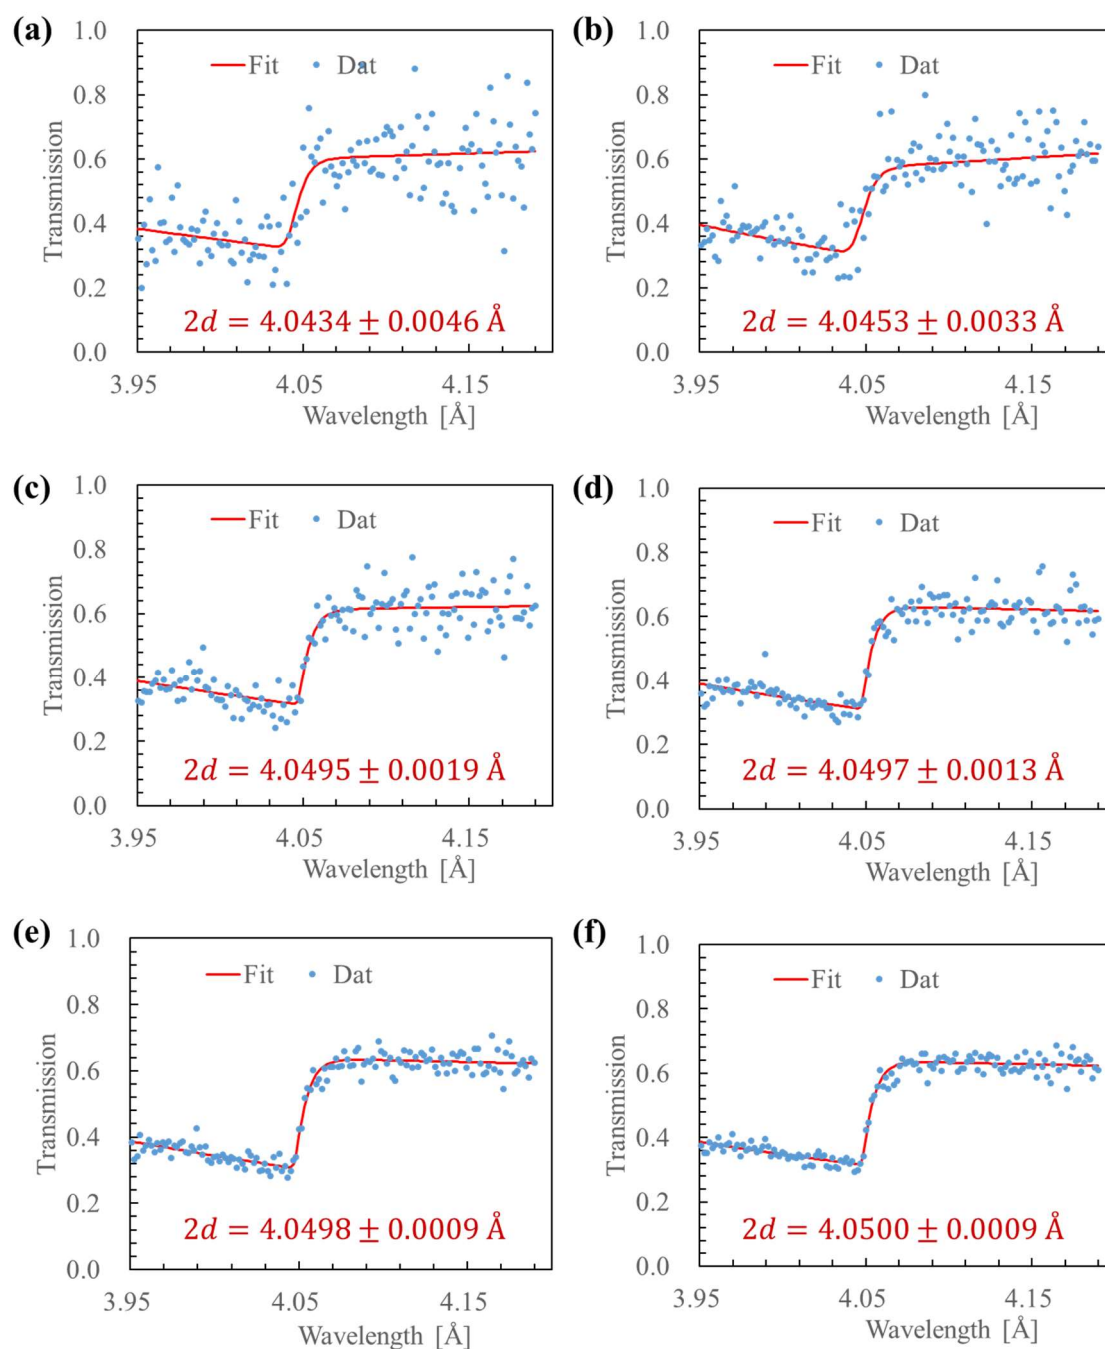 (a)
1.0
0.8
0.6
0.4
0.2
0.0
Transmission
Fit Dat
2d = 4.0434 ± 0.0046 Å
3.95 4.05 4.15
Wavelength [Å]
(b)
1.0
0.8
0.6
0.4
0.2
0.0
Transmission
Fit Dat
2d = 4.0453 ± 0.0033 Å
3.95 4.05 4.15
Wavelength [Å]
(c)
1.0
0.8
0.6
0.4
0.2
0.0
Transmission
Fit Dat
2d = 4.0495 ± 0.0019 Å
3.95 4.05 4.15
Wavelength [Å]
(d)
1.0
0.8
0.6
0.4
0.2
0.0
Transmission
Fit Dat
2d = 4.0497 ± 0.0013 Å
3.95 4.05 4.15
Wavelength [Å]
(e)
1.0
0.8
0.6
0.4
0.2
0.0
Transmission
Fit Dat
2d = 4.0498 ± 0.0009 Å
3.95 4.05 4.15
Wavelength [Å]
(f)
1.0
0.8
0.6
0.4
0.2
0.0
Transmission
Fit Dat
2d = 4.0500 ± 0.0009 Å
3.95 4.05 4.15
Wavelength [Å]